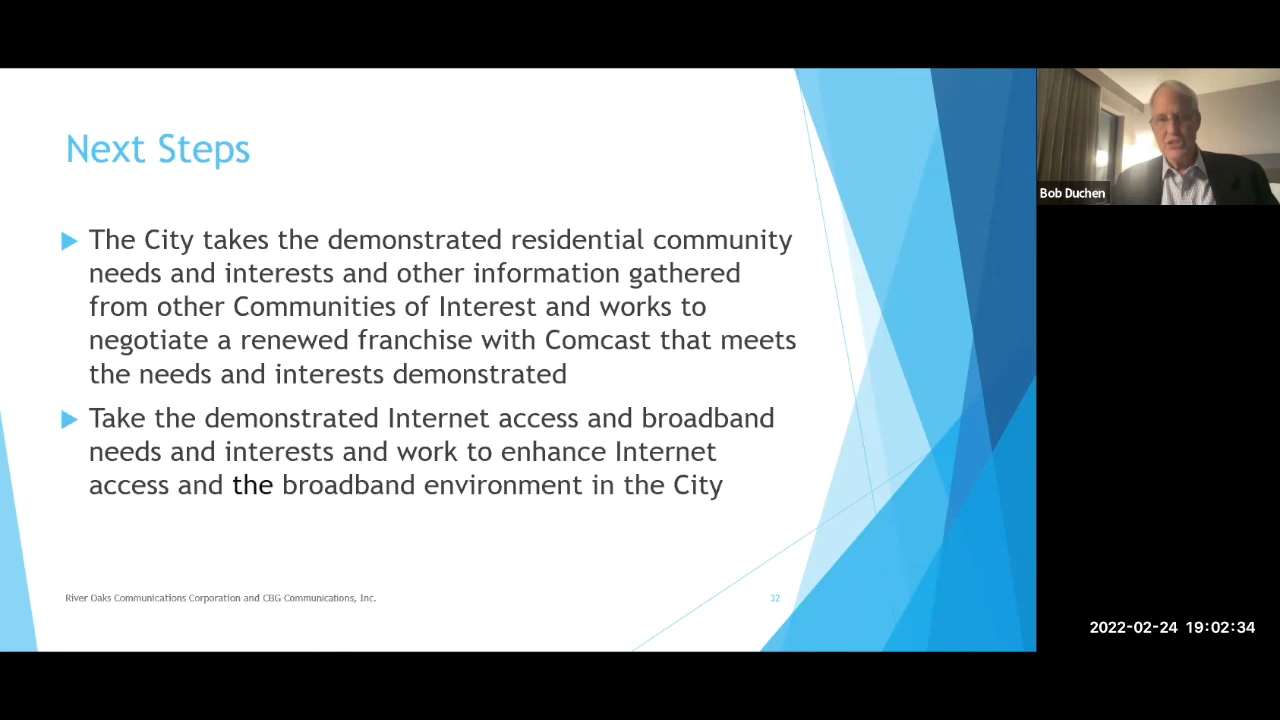 Next Steps
The City takes the demonstrated residential community
needs and interests and other information gathered
from other Communities of Interest and works to
negotiate a renewed franchise with Comcast that meets
the needs and interests demonstrated
Take the demonstrated Internet access and broadband
needs and interests and work to enhance Internet
access and the broadband environment in the City
River Oaks Communications Corporation and CBG Communications, Inc.
32
Bob Duchen
2022-02-24 19:02:34